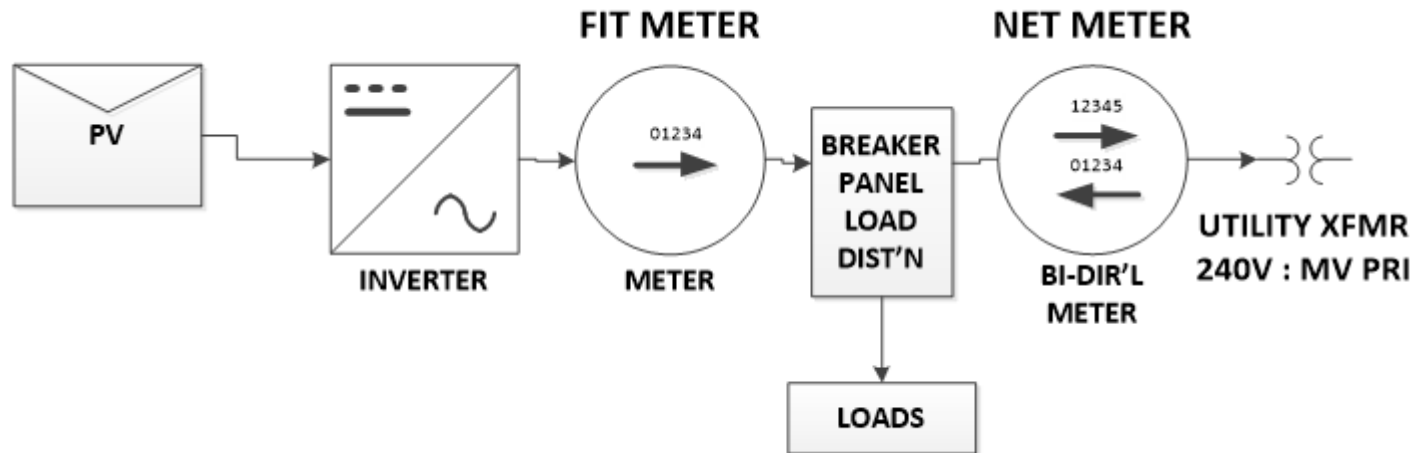 FIT METER
NET METER
PV
INVERTER
01234
METER
BREAKER
PANEL
LOAD
DIST'N
LOADS
12345
01234
BI-DIR'L
METER
UTILITY XFMR
240V : MV PRI